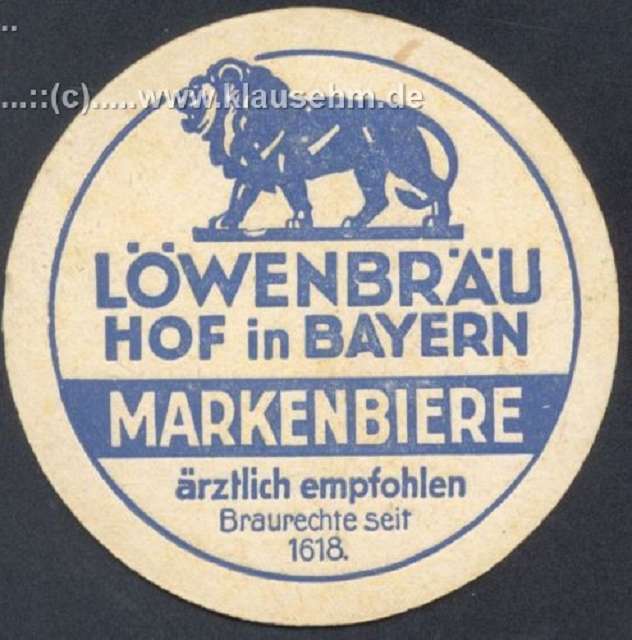 ..
...::(c).....www.klausehm.de
LÖWENBRÄU
HOF in BAYERN
MARKENBIERE
ärztlich empfohlen
Braurechte seit
1618.